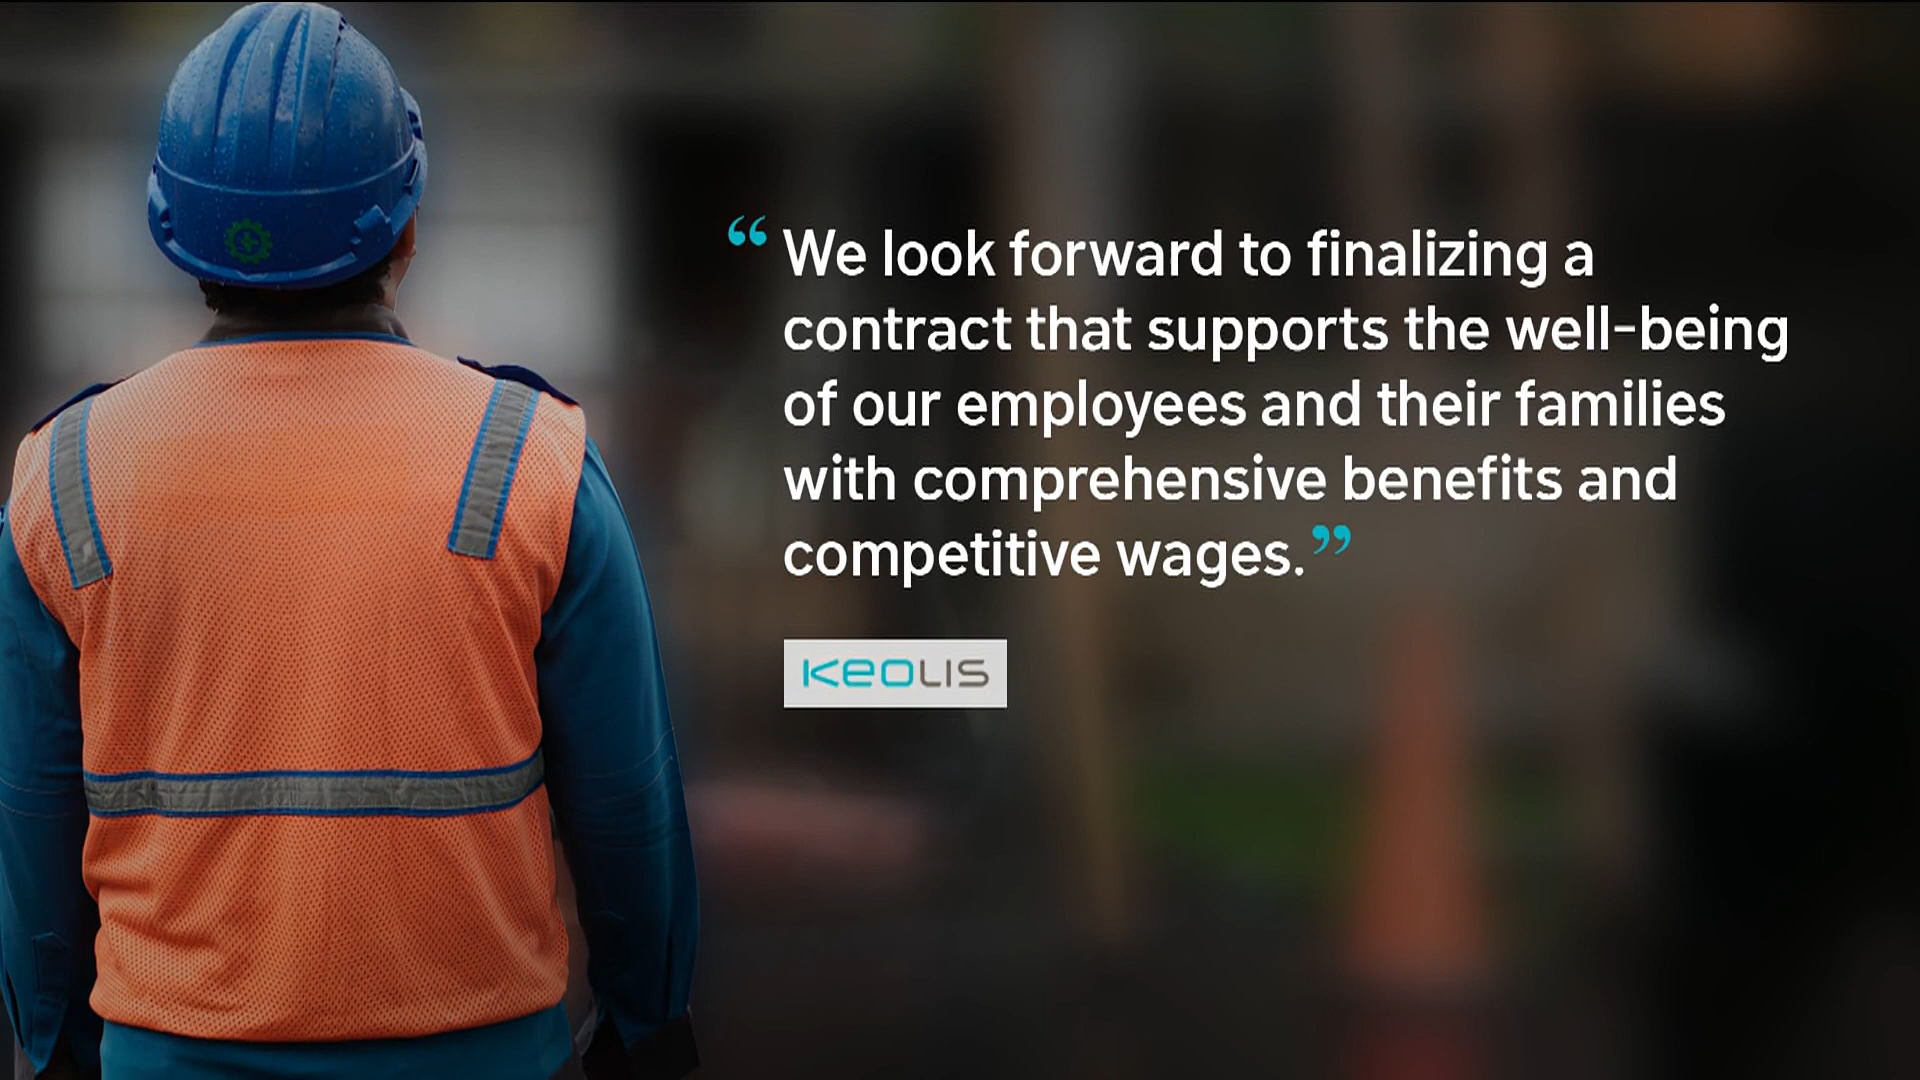 “We look forward to finalizing a
contract that supports the well-being
of our employees and their families
with comprehensive benefits and
competitive wages.”
KEOLIS